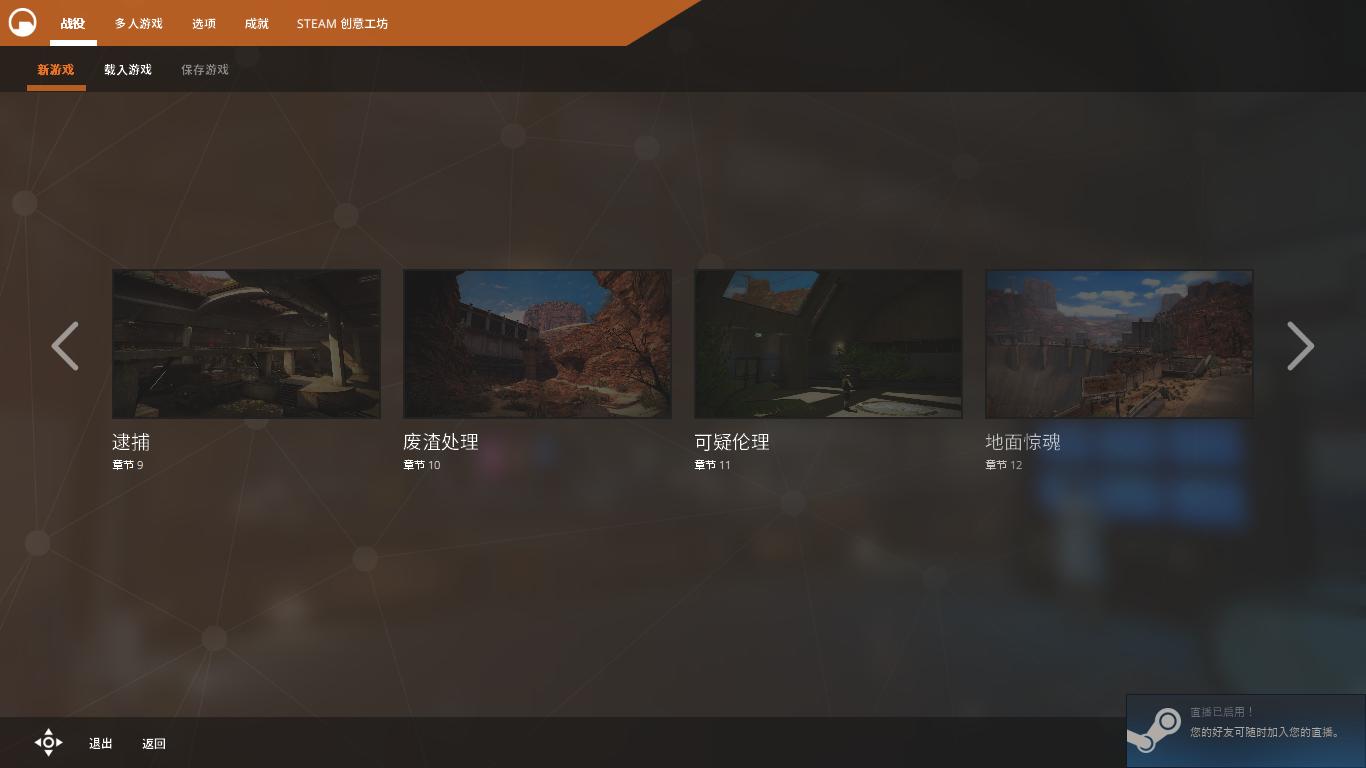 战役 多人游戏 选项 成就 STEAM 创意工坊
新游戏 载入游戏 保存游戏
逮捕
章节 9
废渣处理
章节 10
可疑伦理
章节 11
地面惊魂
章节 12
退出 返回
直播已启用！
您的好友可随时加入您的直播。